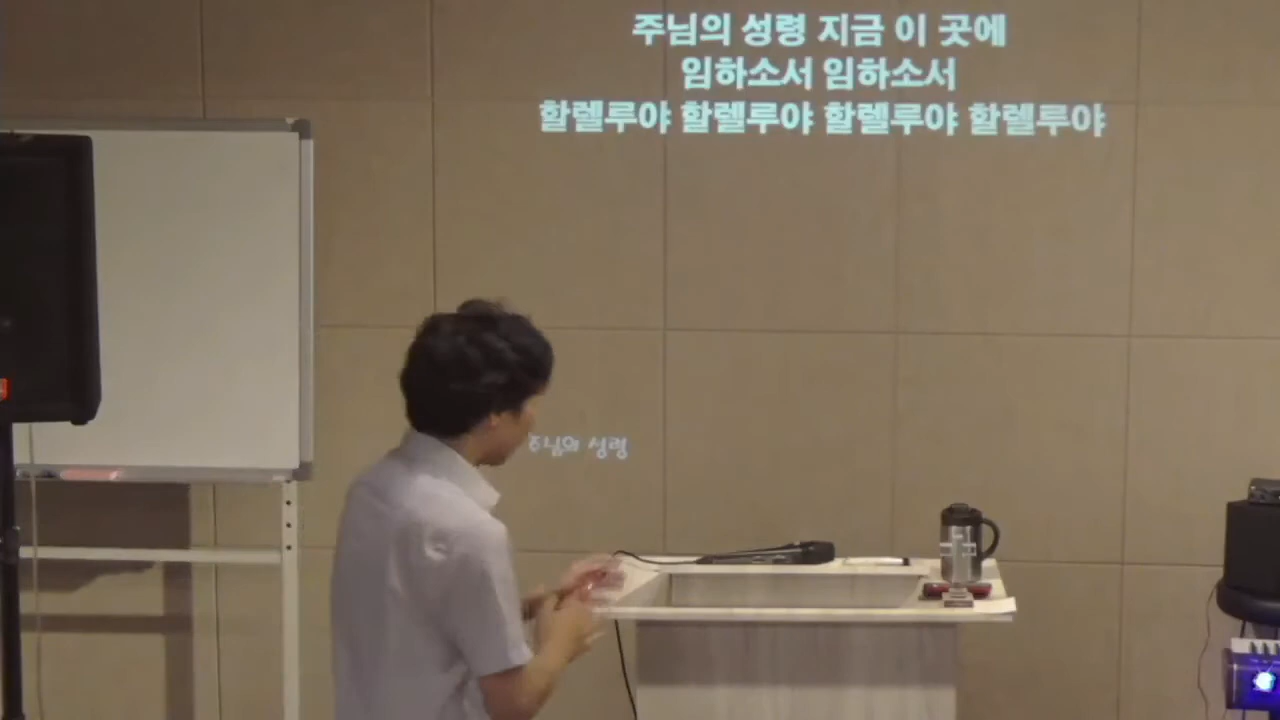 주님의 성령 지금 이 곳에
임하소서 임하소서
할렐루야 할렐루야 할렐루야 할렐루야
주님의 성령